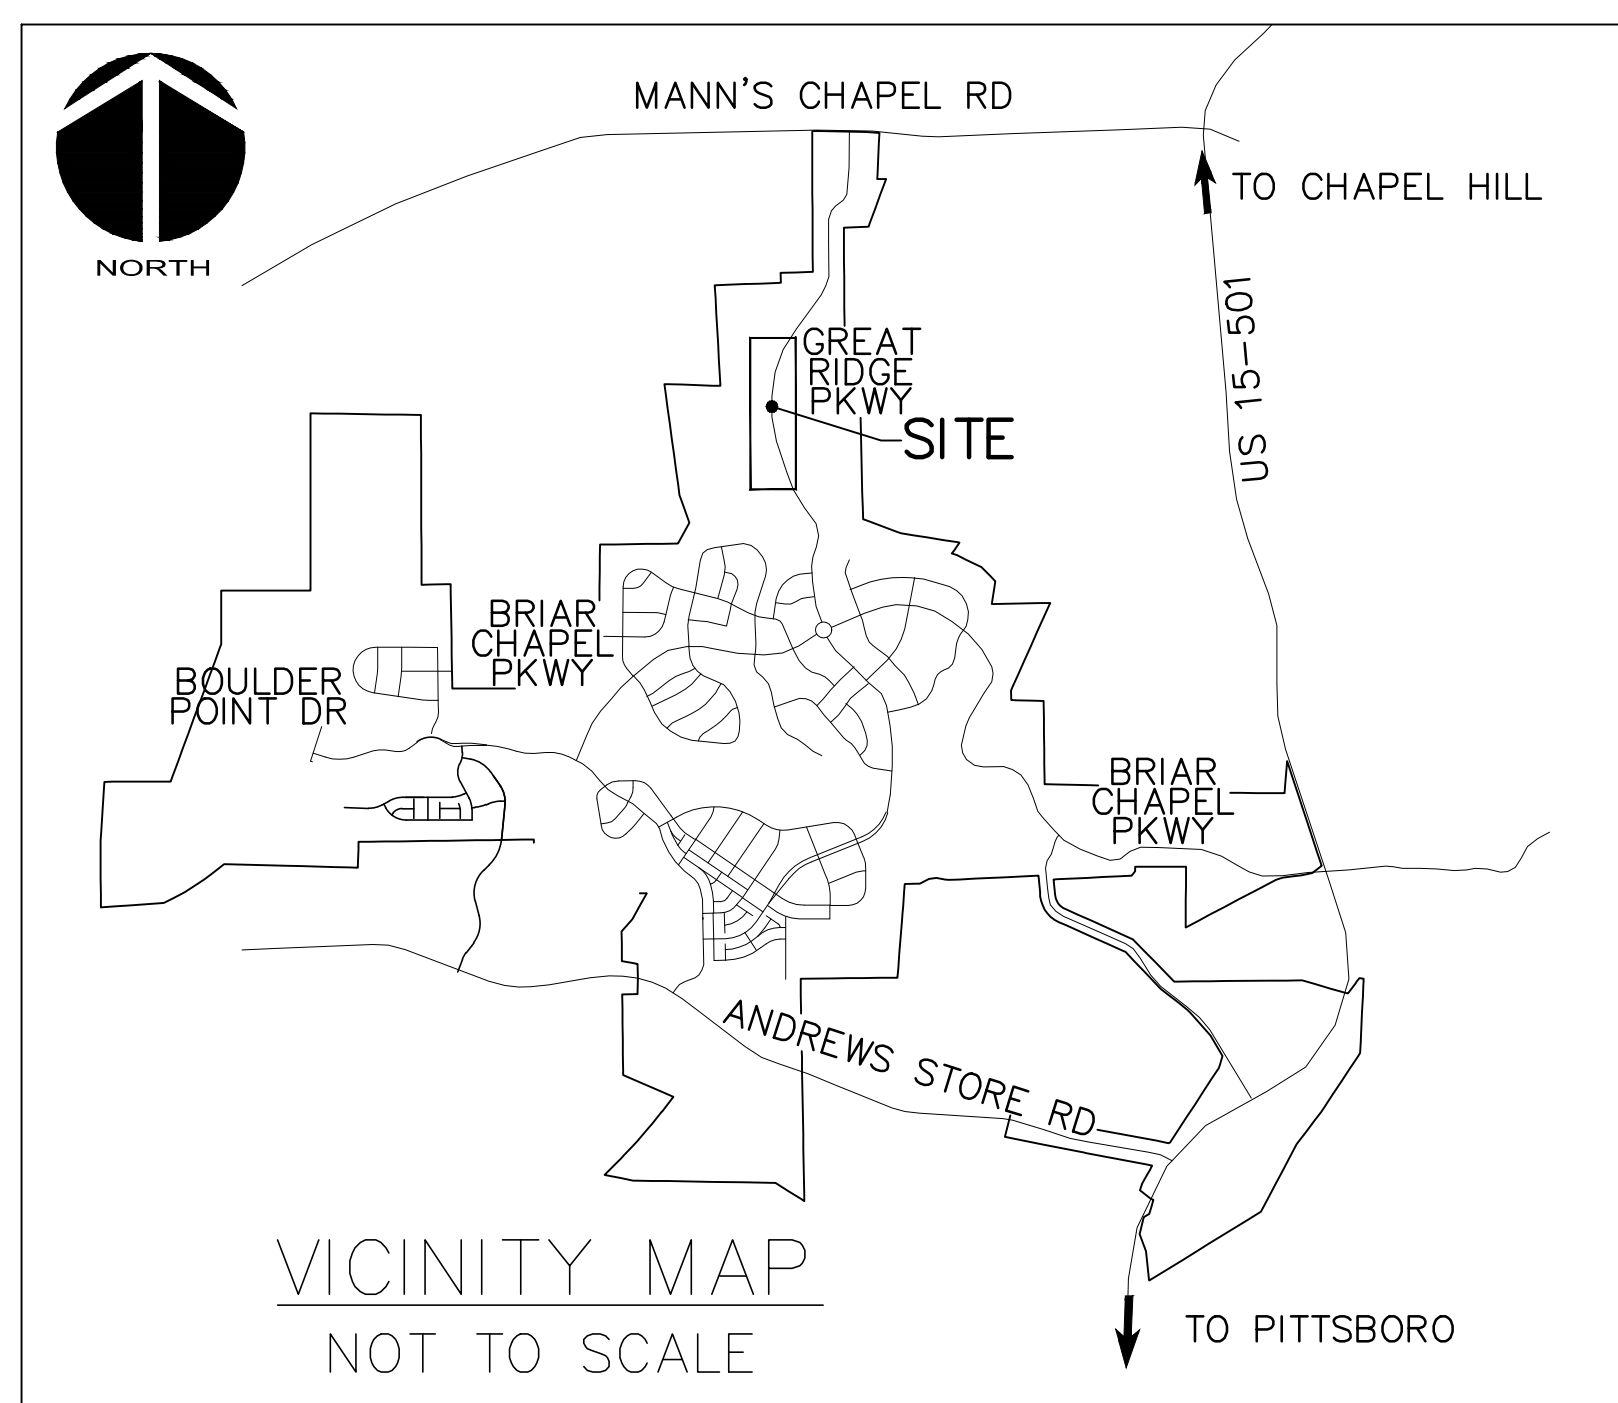 MANN'S CHAPEL RD
TO CHAPEL HILL
NORTH
US 15-501
GREAT
RIDGE
PKWY
SITE
BRIAR
CHAPEL
PKWY
BOULDER
POINT DR
BRIAR
CHAPEL
PKWY
ANDREWS STORE RD
VICINITY MAP
NOT TO SCALE
TO PITTSBORO